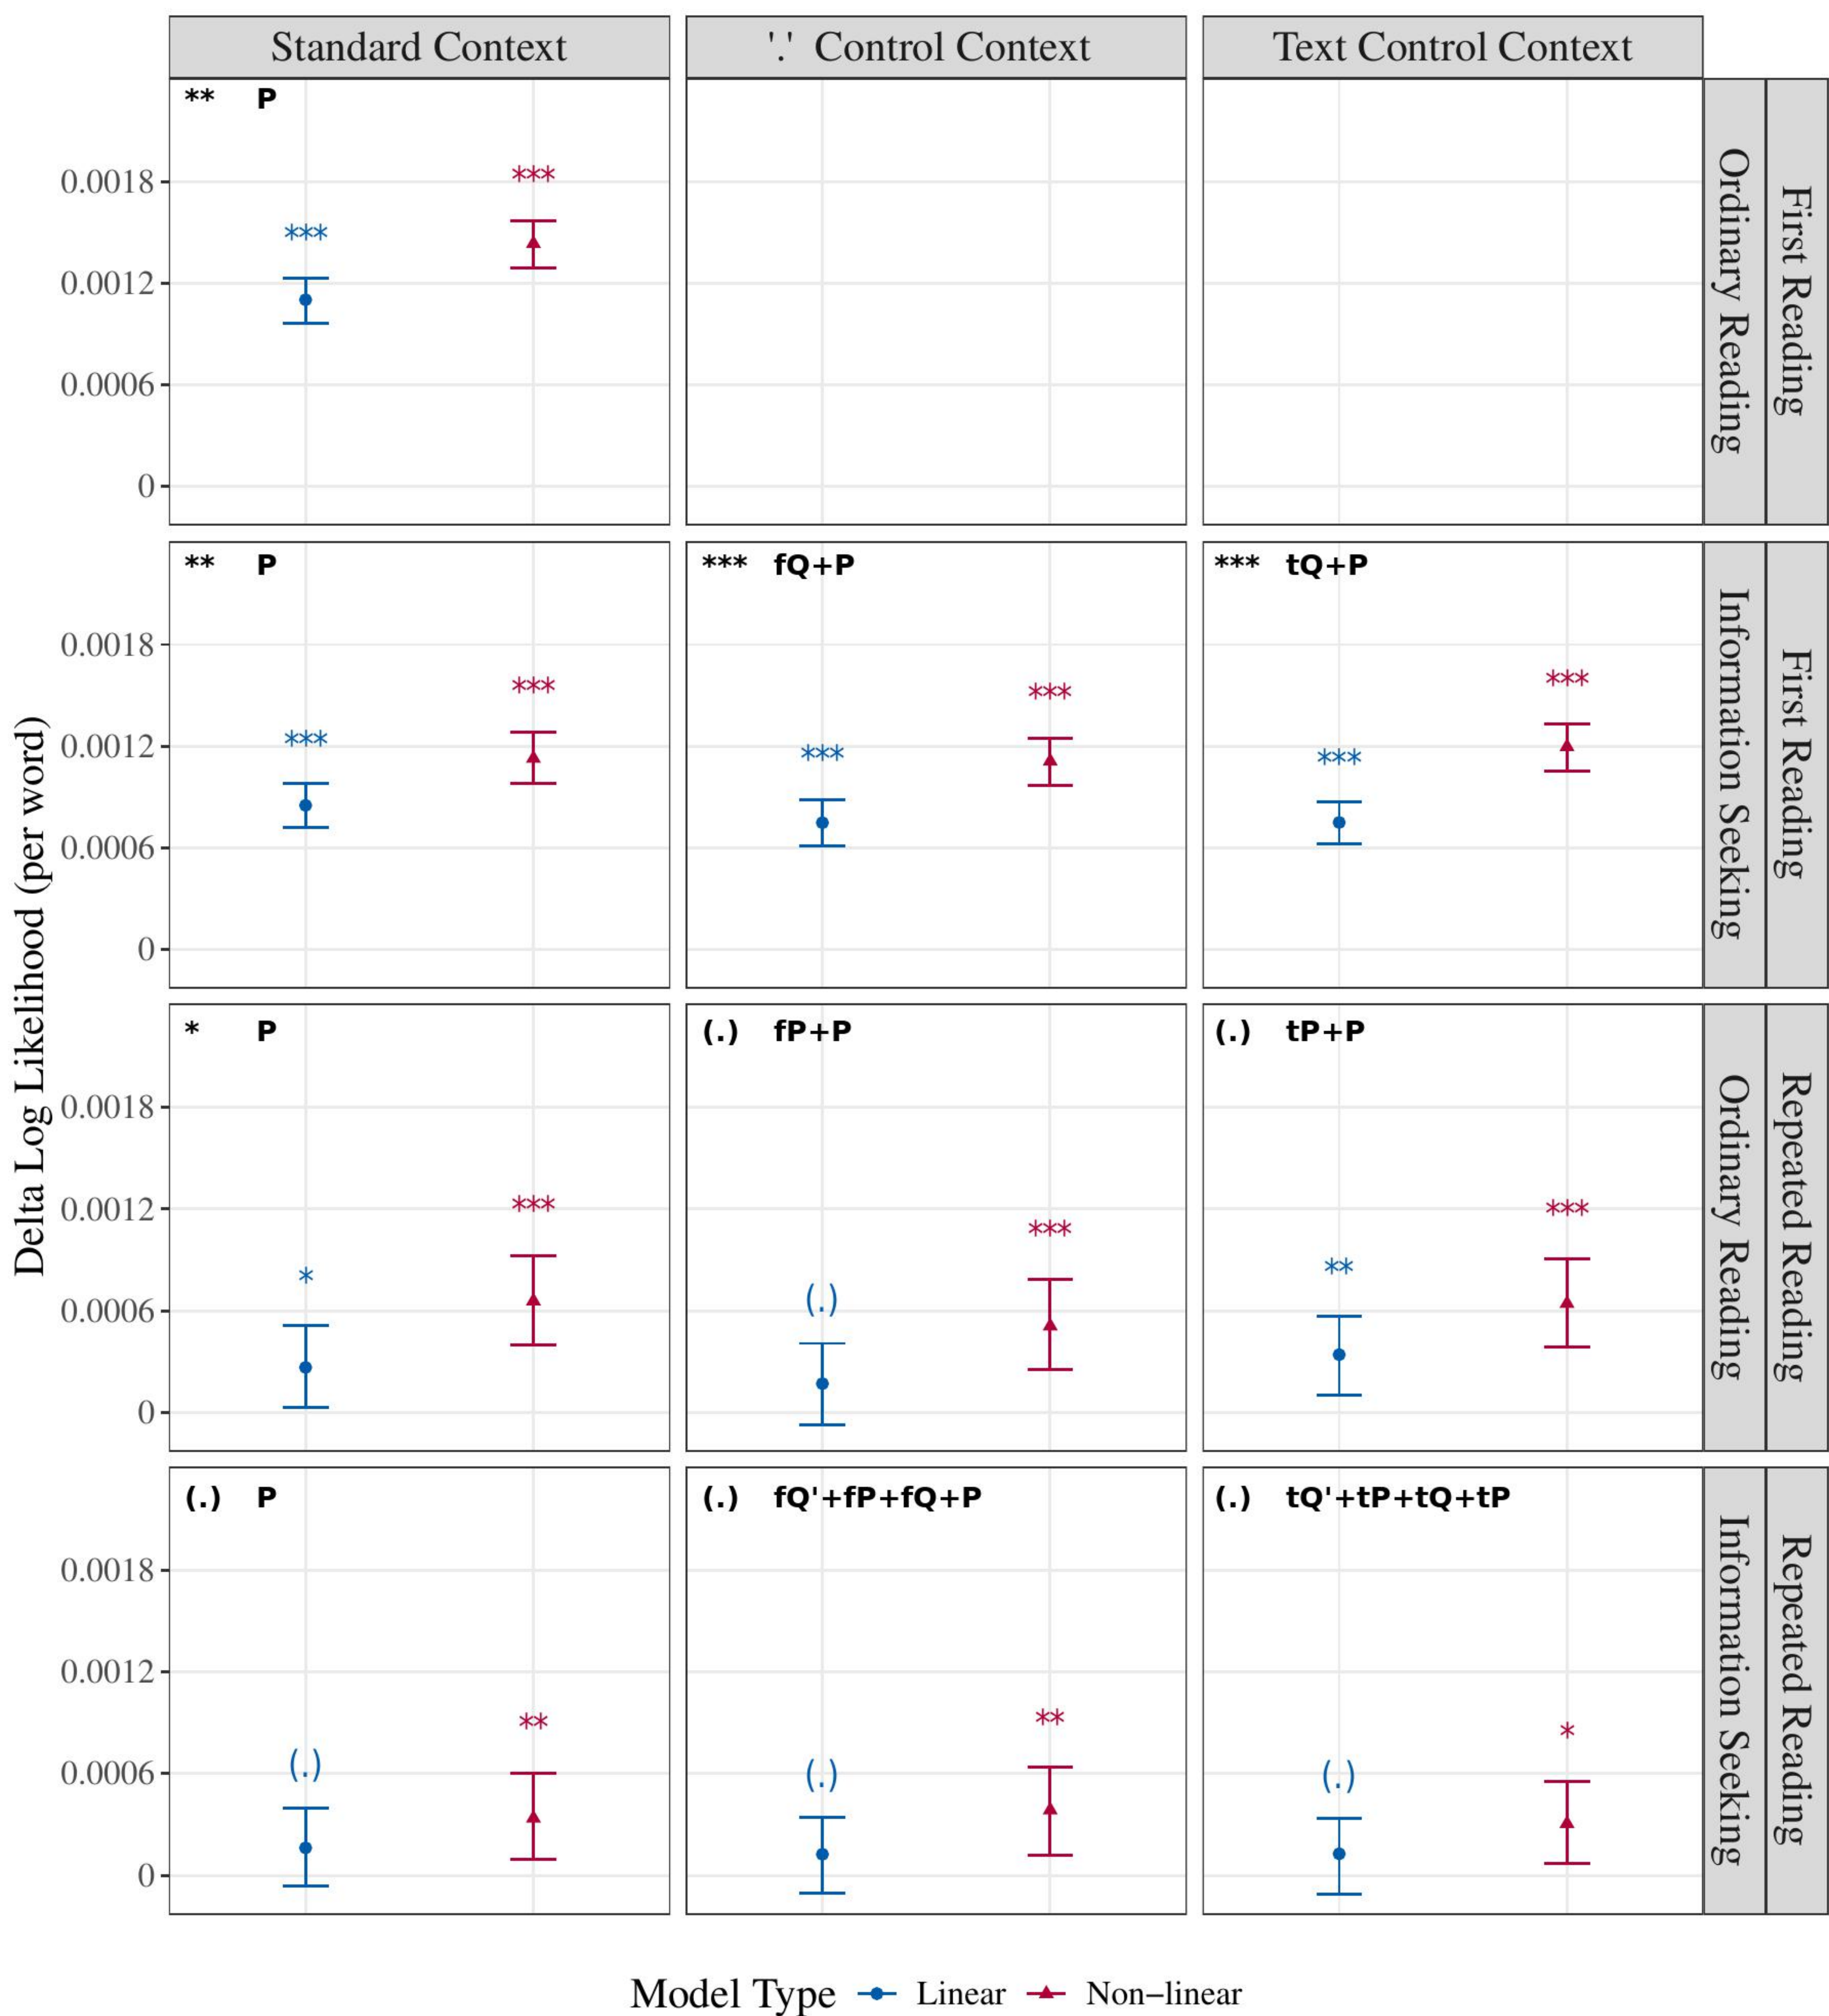 Standard Context
'.' Control Context
Text Control Context
Delta Log Likelihood (per word)
** P
***
***
0.0018
0.0012
0.0006
0
Ordinary Reading
First Reading
** P
***
***
*** fQ+P
***
***
*** tQ+P
***
***
0.0018
0.0012
0.0006
0
Information Seeking
First Reading
* P
*
***
(.) fP+P
(.)
***
(.) tP+P
**
***
0.0018
0.0012
0.0006
0
Ordinary Reading
Repeated Reading
(.) P
(.)
**
(.) fQ'+fP+fQ+P
(.)
**
(.) tQ'+tP+tQ+tP
(.)
*
0.0018
0.0012
0.0006
0
Information Seeking
Repeated Reading
Model Type Linear Non–linear